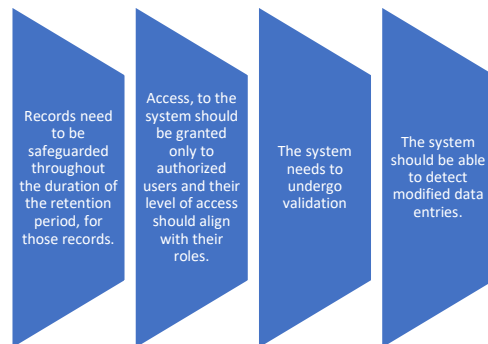 Records need
to be
safeguarded
throughout
the duration of
the retention
period, for
those records.
Access, to the
system should
be granted
only to
authorized
users and their
level of access
should align
with their
roles.
The system
needs to
undergo
validation
The system
should be able
to detect
modified data
entries.